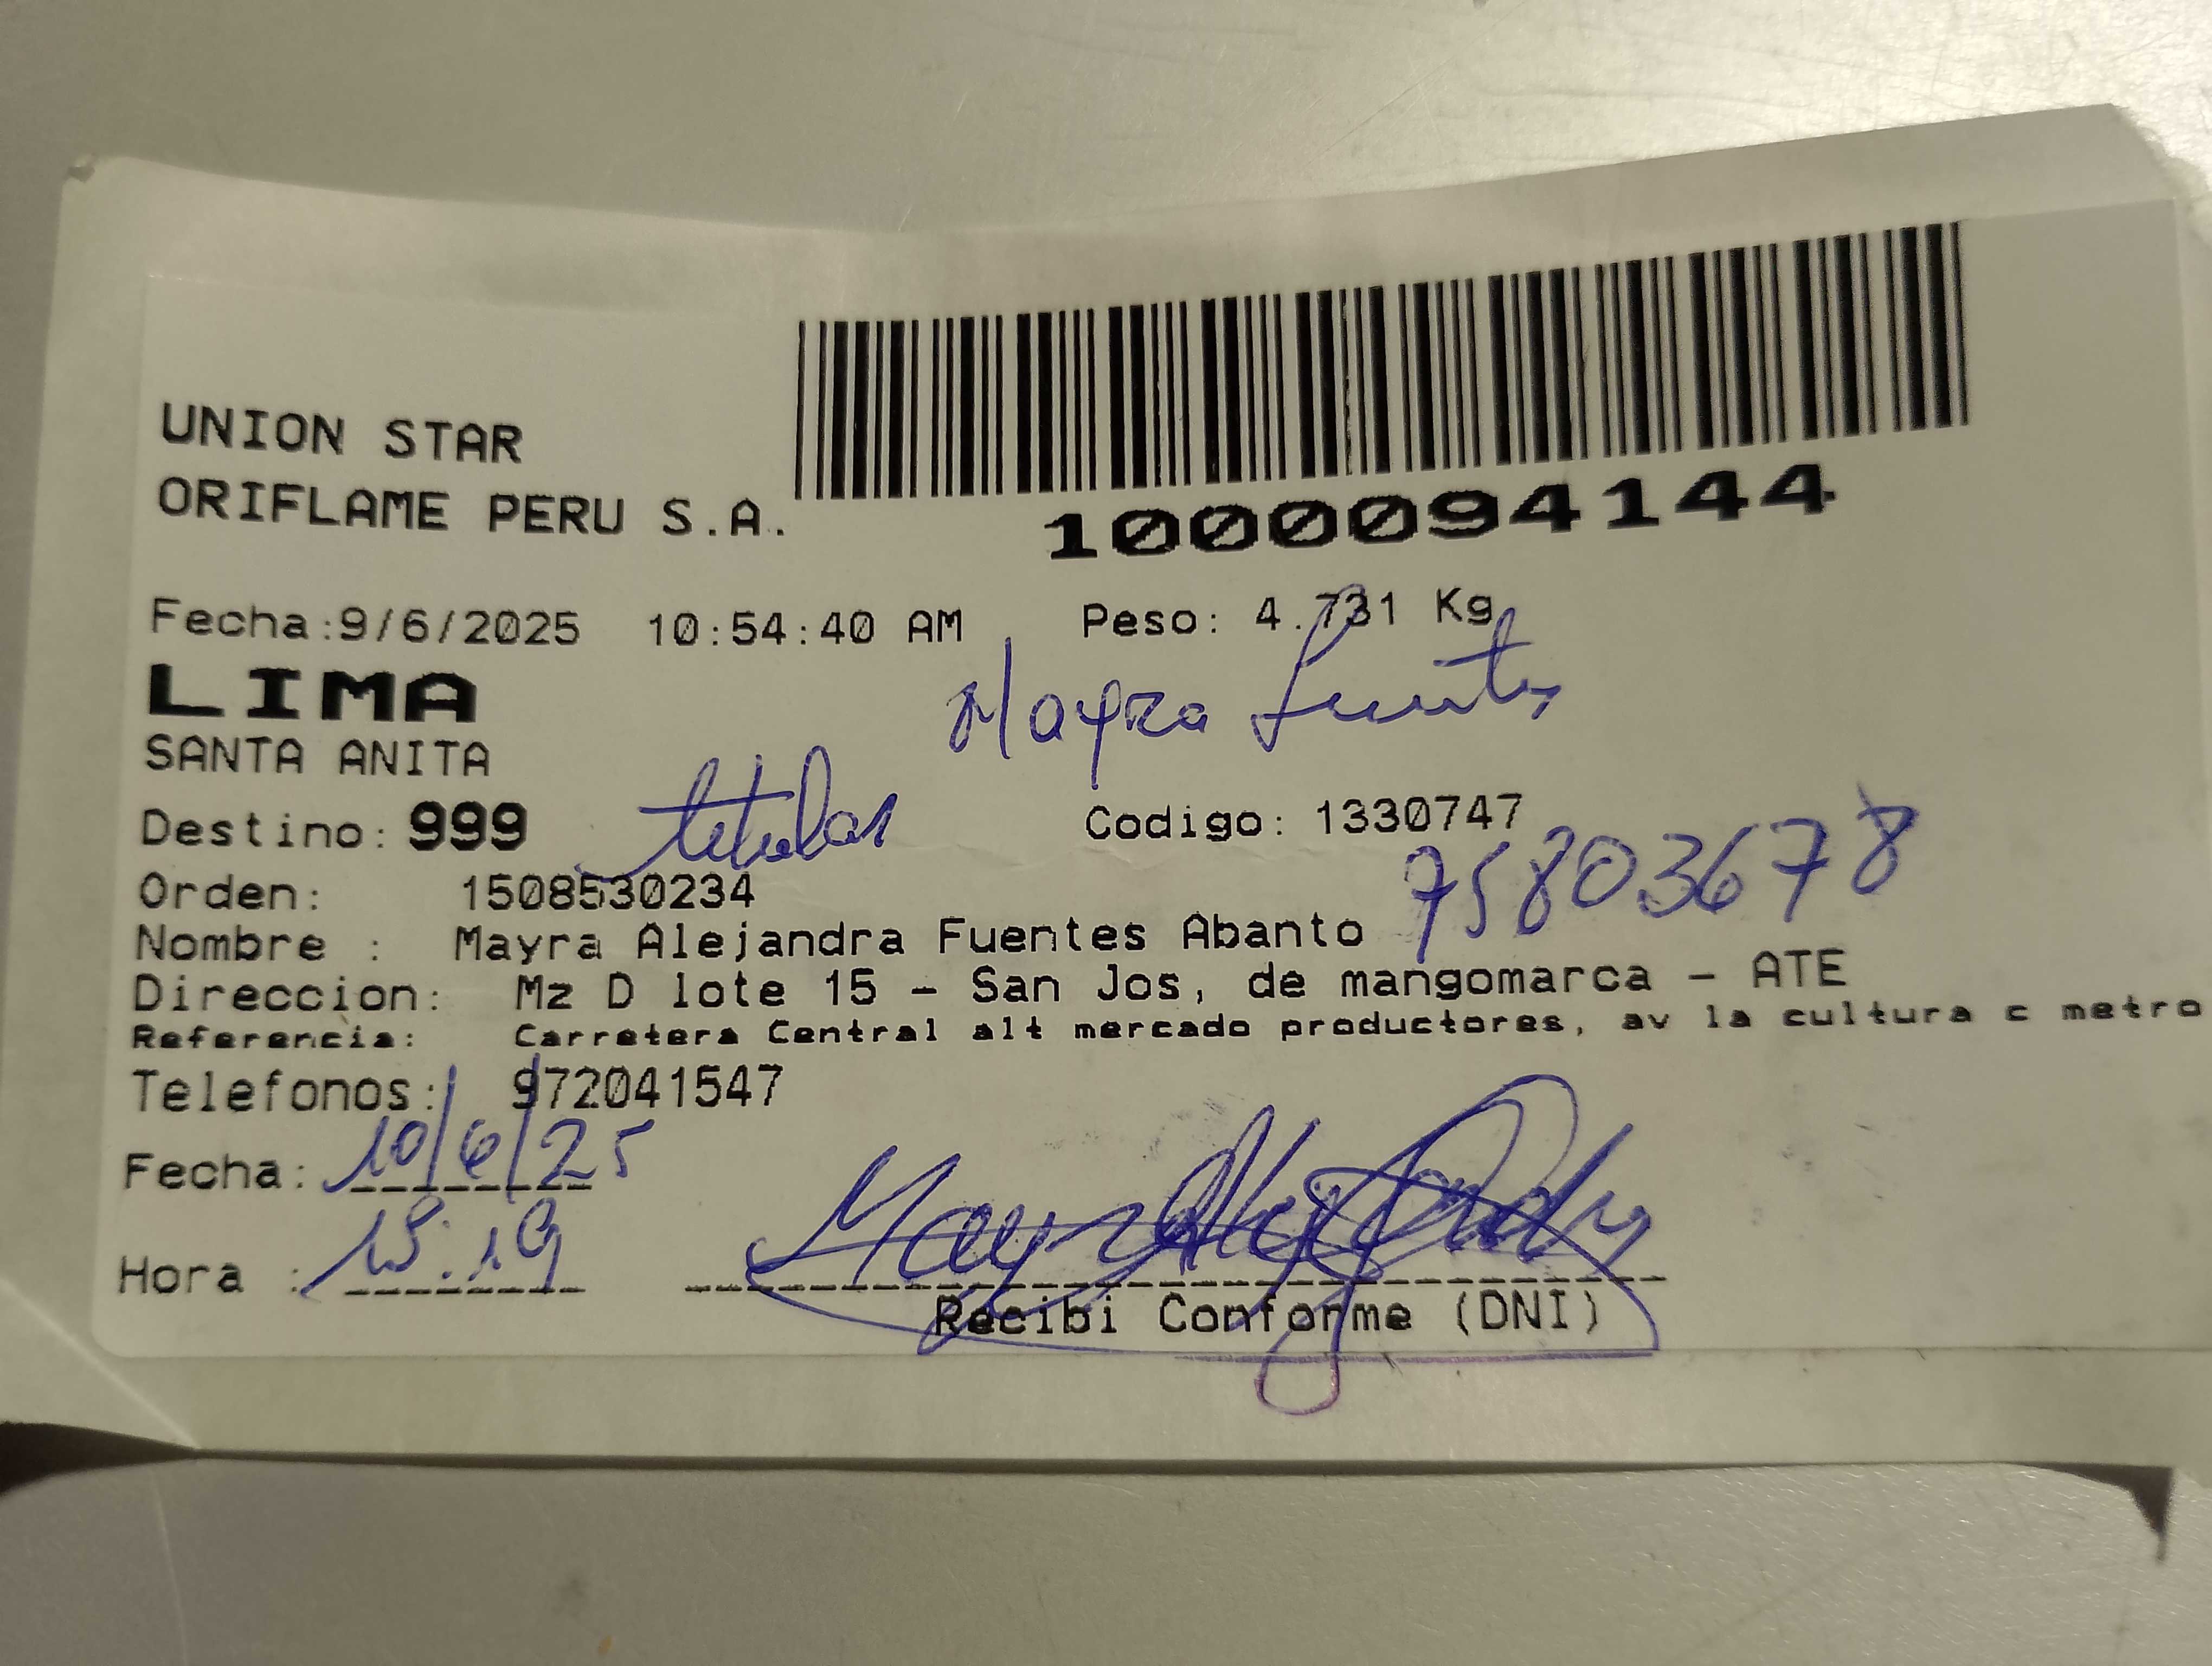 UNION STAR
ORIFLAME PERU S.A.
1000094144
Fecha:9/6/2025 10:54:40 AM Peso: 4.731 Kg
LIMA
Mayra Fuentes
SANTA ANITA
Destino: 999 titular Codigo: 1330747
75803678
Orden: 1508530234
Nombre : Mayra Alejandra Fuentes Abanto
Direccion: Mz D lote 15 - San Jos, de mangomarca - ATE
Referencia: Carretera Central alt mercado productores, av la cultura c metro
Telefonos: 972041547
Fecha: 10/6/25
Hora :
Recibi Conforme (DNI)